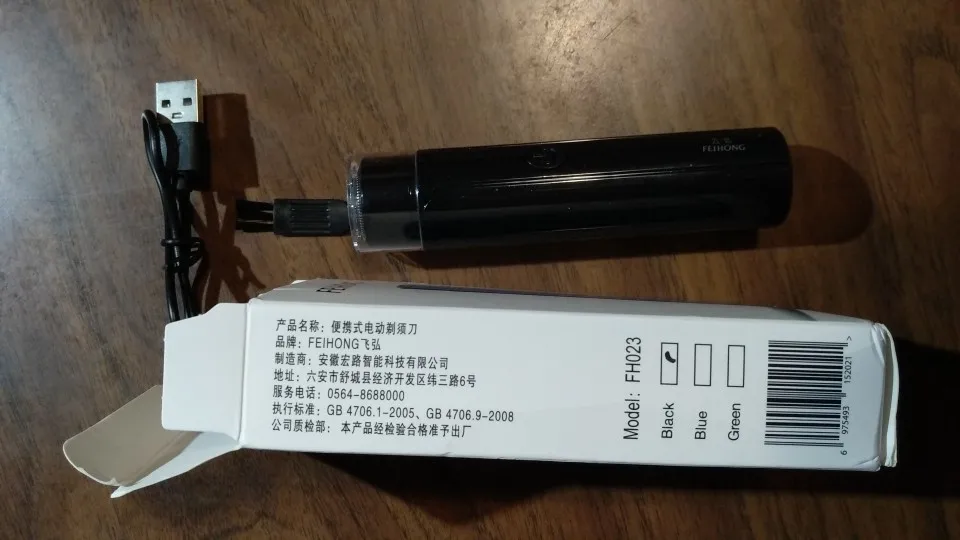 FEIHONG
产品名称：便携式电动剃须刀
品牌：FEIHONG飞弘
制造商：安徽宏路智能科技有限公司
地址：六安市舒城县经济开发区纬三路6号
服务电话：0564-8688000
执行标准：GB 4706.1-2005、GB 4706.9-2008
公司质检部： 本产品经检验合格准予出厂
Model: FH023
Black
Blue
Green
6 975493 152021 >